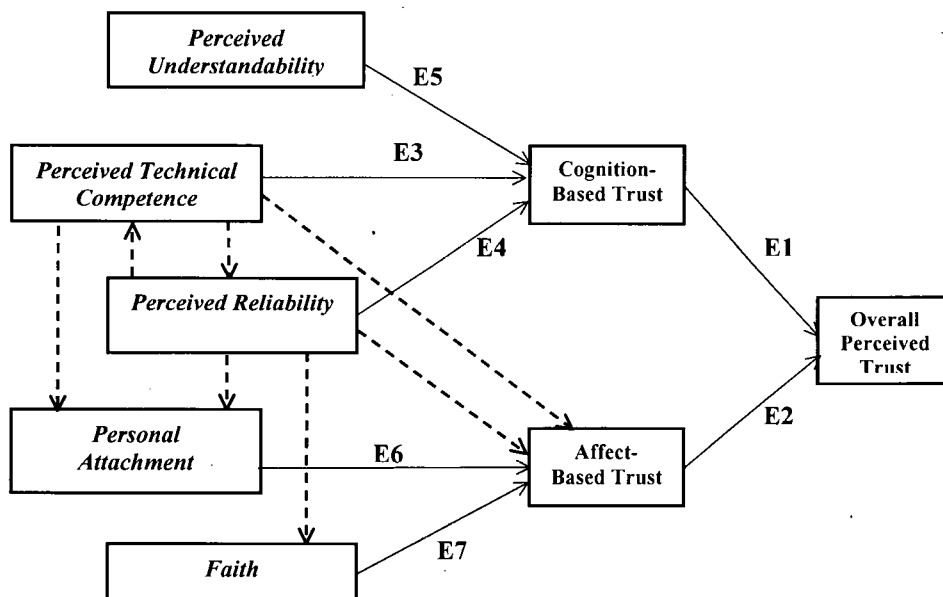 Perceived
Understandability
E5
Perceived Technical
Competence
E3
Cognition-
Based Trust
E4
E1
Perceived Reliability
Overall
Perceived
Trust
Personal
Attachment
E6
Affect-
Based Trust
E2
E7
Faith